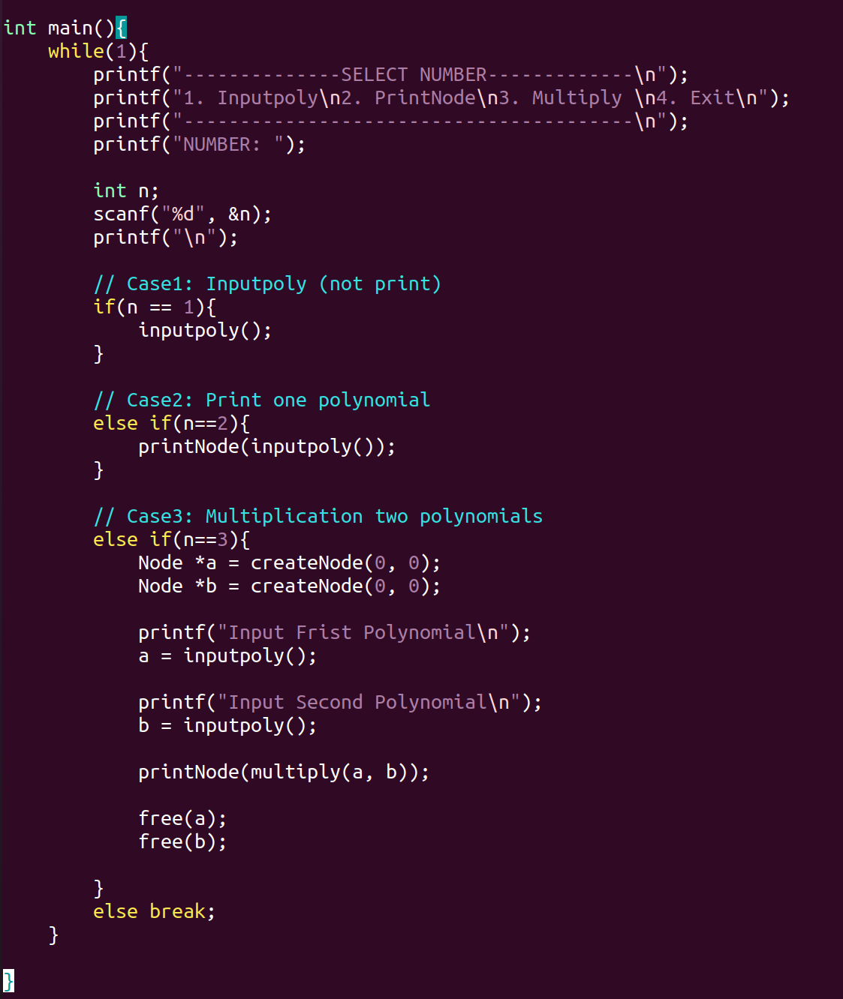 int main(){
    while(1){
        printf("--------------SELECT NUMBER-------------\n");
        printf("1. Inputpoly\n2. PrintNode\n3. Multiply \n4. Exit\n");
        printf("----------------------------------------\n");
        printf("NUMBER: ");

        int n;
        scanf("%d", &n);
        printf("\n");

        // Case1: Inputpoly (not print)
        if(n == 1){
            inputpoly();
        }

        // Case2: Print one polynomial
        else if(n==2){
            printNode(inputpoly());
        }

        // Case3: Multiplication two polynomials
        else if(n==3){
            Node *a = createNode(0, 0);
            Node *b = createNode(0, 0);

            printf("Input Frist Polynomial\n");
            a = inputpoly();

            printf("Input Second Polynomial\n");
            b = inputpoly();

            printNode(multiply(a, b));

            free(a);
            free(b);

        }
        else break;
    }

}